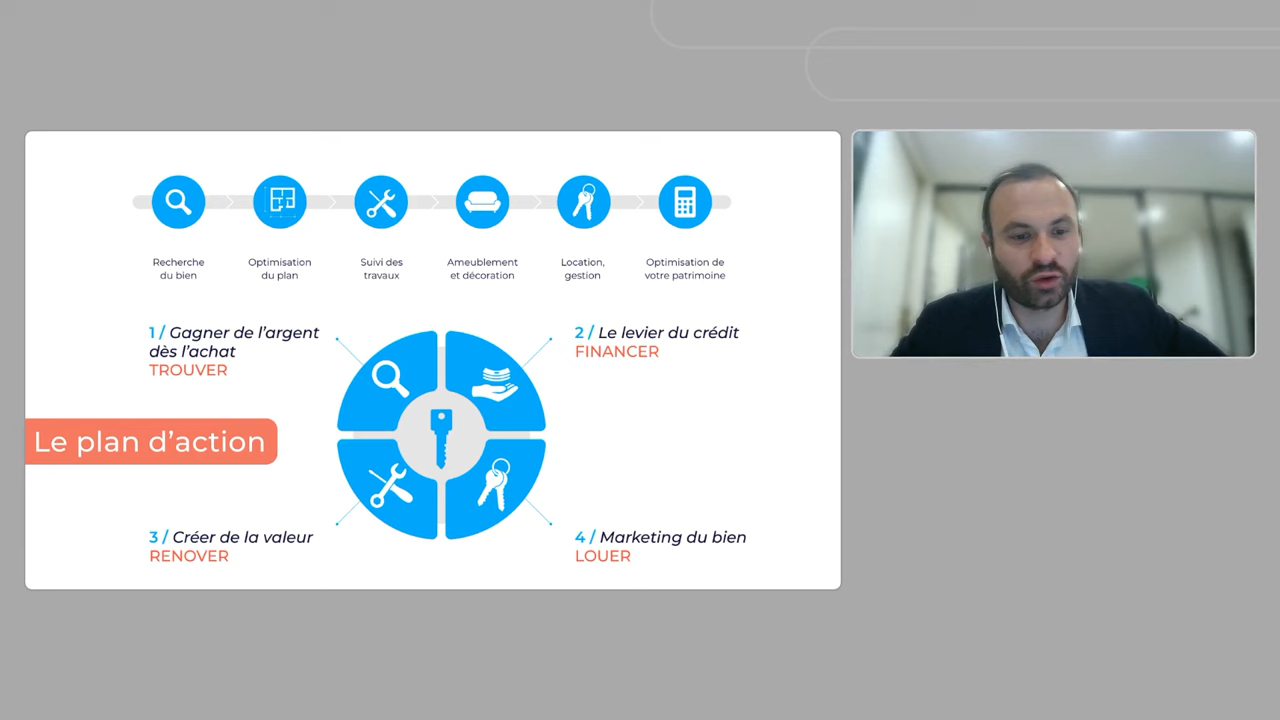 Recherche
du bien
Optimisation
du plan
Suivi des
travaux
Ameublement
et décoration
Location,
gestion
Optimisation de
votre patrimoine
1 / Gagner de l'argent
dès l'achat
TROUVER
2 / Le levier du crédit
FINANCER
Le plan d'action
3 / Créer de la valeur
RENOVER
4 / Marketing du bien
LOUER